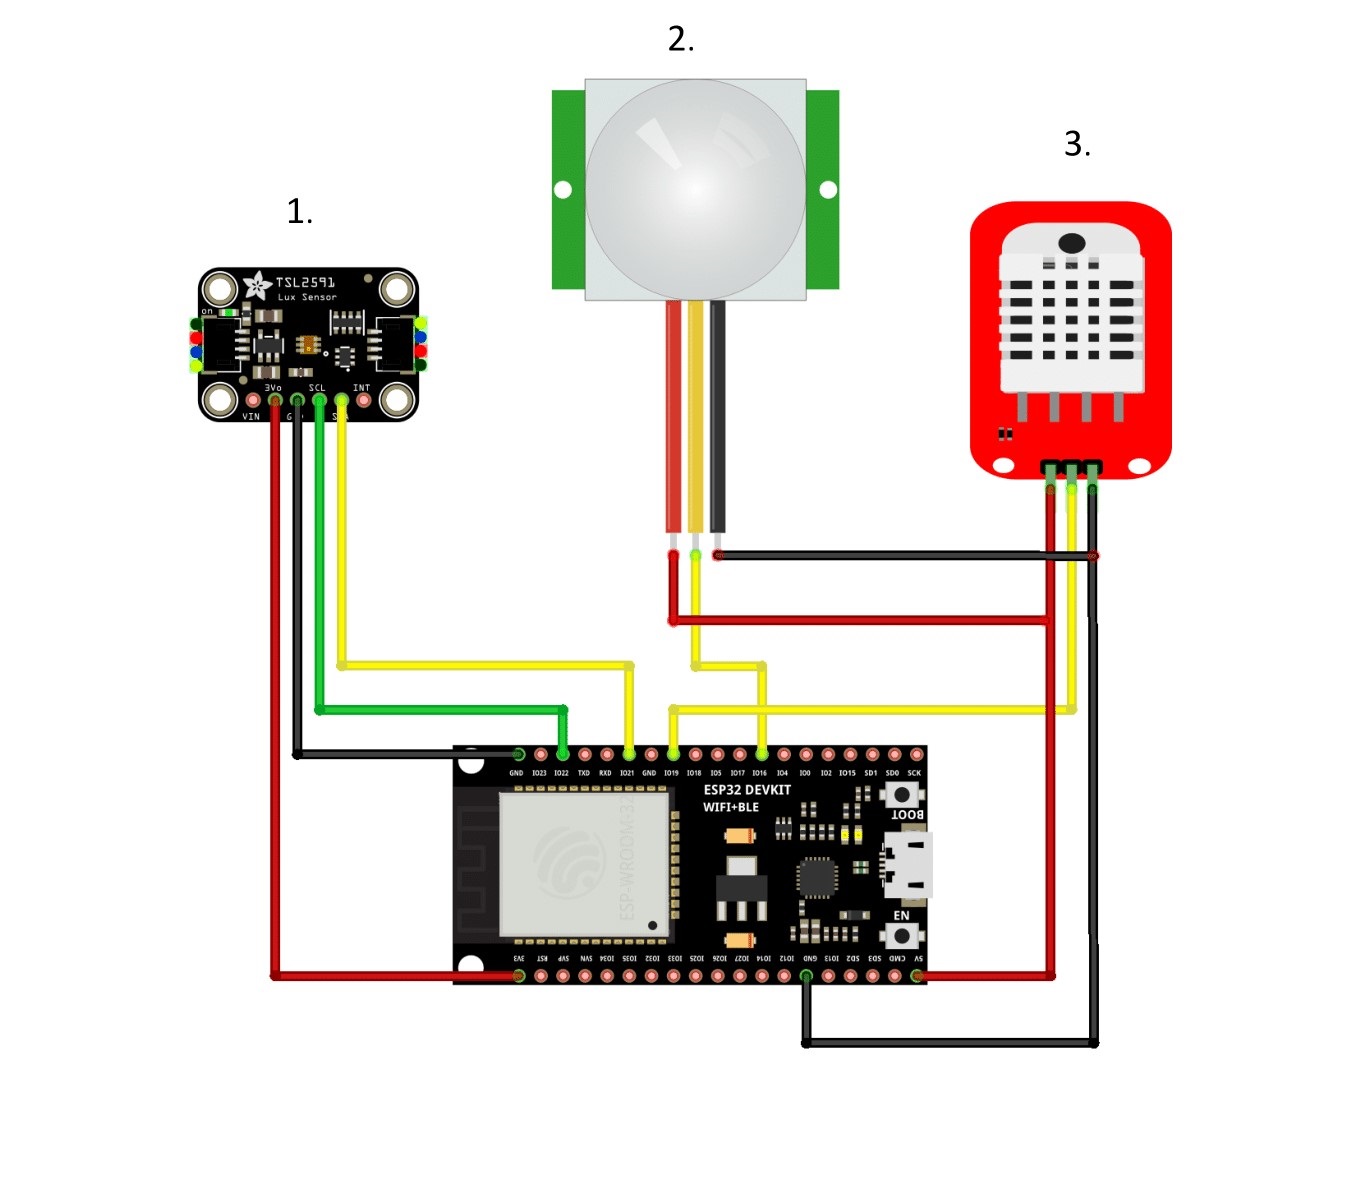 2.
3.
1.
TSL2591
Lux Sensor
on
3Vo SCL INT
VIN
GND IO23 IO22 TXD RXD IO21 GND IO19 IO18 IO5 IO17 IO16 IO4 IO0 IO2 IO15 SD1 SD0 SCK
ESP32 DEVKIT
WIFI+BLE
BOOT
ESP-WROOM-32
EN
3V3 RST SVP SVN IO34 IO35 IO32 IO33 IO25 IO26 IO27 IO14 IO12 GND IO13 SD2 SD3 CMD 5V